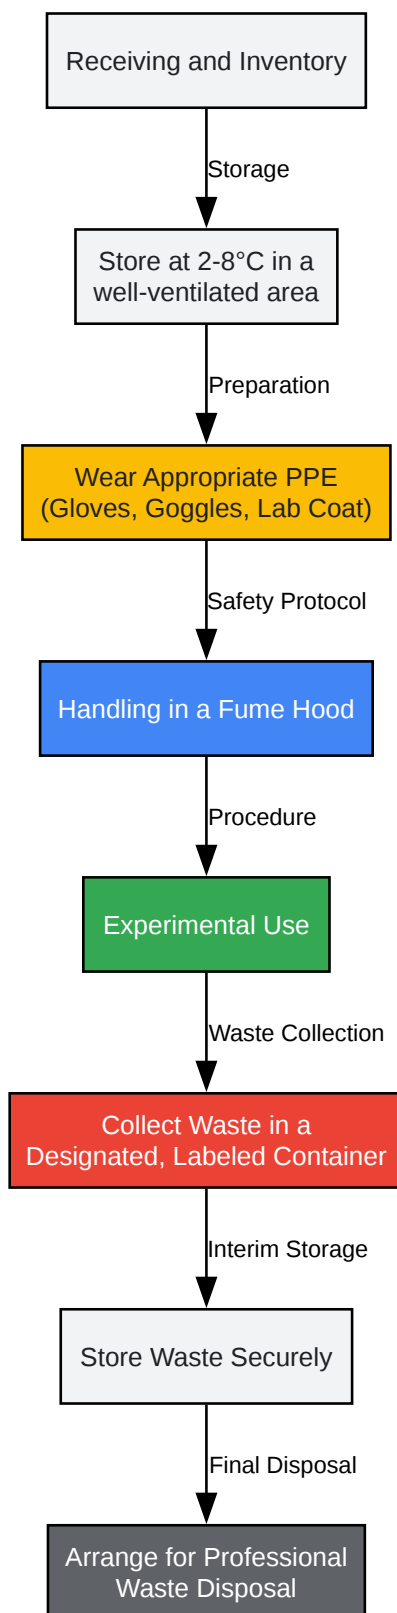 Receiving and Inventory
Storage
Store at 2-8°C in a
well-ventilated area
Preparation
Wear Appropriate PPE
(Gloves, Goggles, Lab Coat)
Safety Protocol
Handling in a Fume Hood
Procedure
Experimental Use
Waste Collection
Collect Waste in a
Designated, Labeled Container
Interim Storage
Store Waste Securely
Final Disposal
Arrange for Professional
Waste Disposal